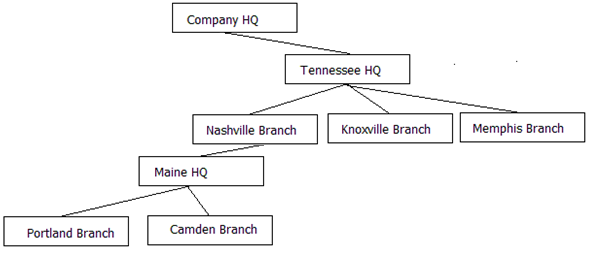 Company HQ
Tennessee HQ
Nashville Branch
Knoxville Branch
Memphis Branch
Maine HQ
Portland Branch
Camden Branch